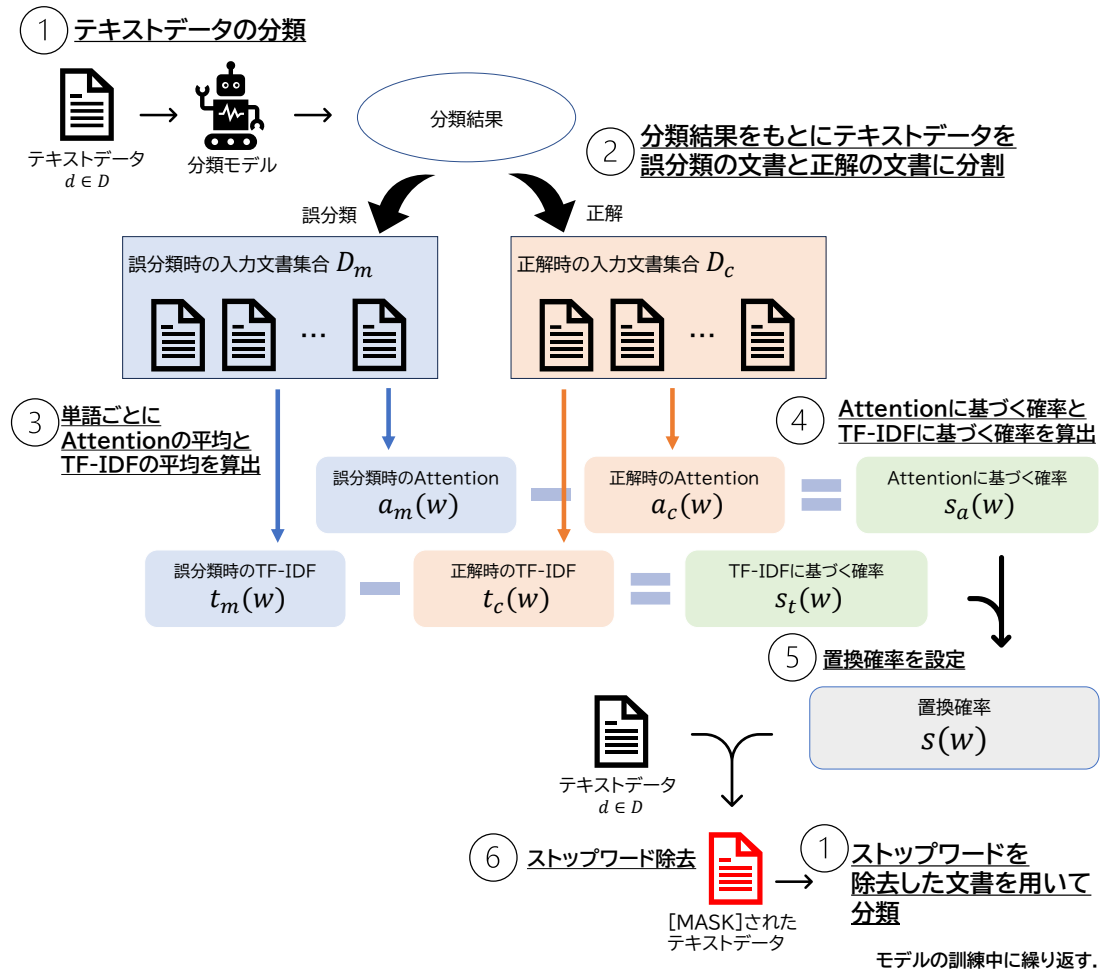 ① テキストデータの分類
テキストデータ
d ∈ D
分類モデル
分類結果
② 分類結果をもとにテキストデータを
誤分類の文書と正解の文書に分割
誤分類
正解
誤分類時の入力文書集合 D_m
...
正解時の入力文書集合 D_c
...
③ 単語ごとに
Attentionの平均と
TF-IDFの平均を算出
④ Attentionに基づく確率と
TF-IDFに基づく確率を算出
誤分類時のAttention
a_m(w)
正解時のAttention
a_c(w)
Attentionに基づく確率
s_a(w)
誤分類時のTF-IDF
t_m(w)
正解時のTF-IDF
t_c(w)
TF-IDFに基づく確率
s_t(w)
⑤ 置換確率を設定
置換確率
s(w)
テキストデータ
d ∈ D
⑥ ストップワード除去
[MASK]された
テキストデータ
① ストップワードを
除去した文書を用いて
分類
モデルの訓練中に繰り返す.